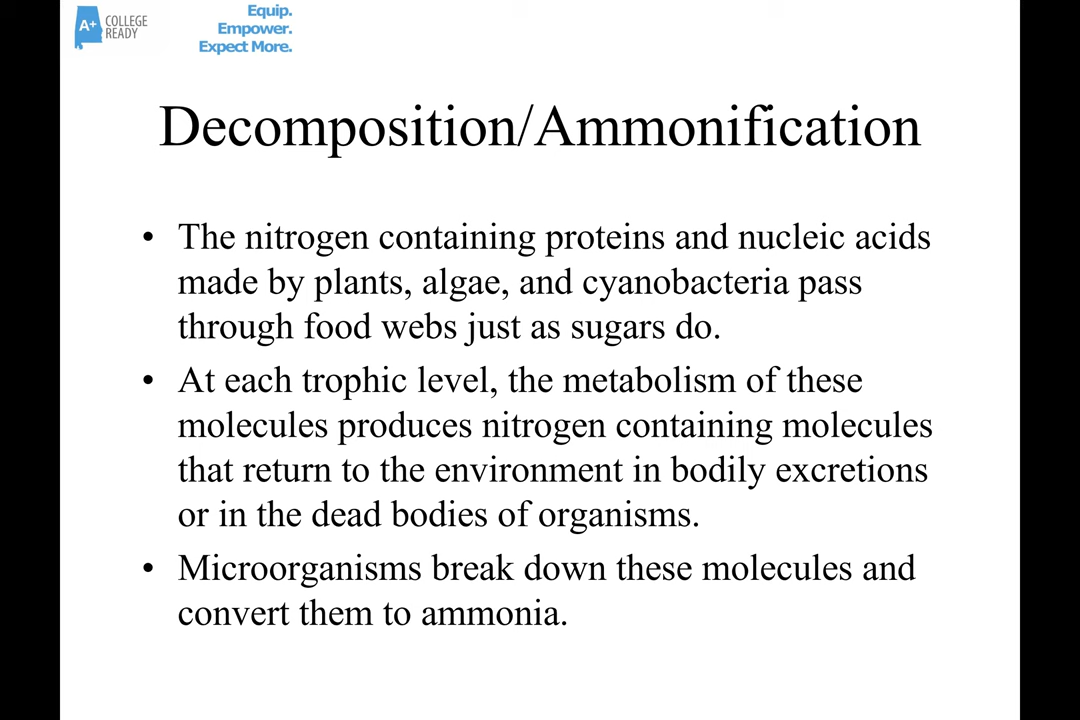 A+ COLLEGE
READY
Equip.
Empower.
Expect More.
Decomposition/Ammonification
• The nitrogen containing proteins and nucleic acids
made by plants, algae, and cyanobacteria pass
through food webs just as sugars do.
• At each trophic level, the metabolism of these
molecules produces nitrogen containing molecules
that return to the environment in bodily excretions
or in the dead bodies of organisms.
• Microorganisms break down these molecules and
convert them to ammonia.